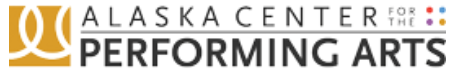 ALASKA CENTER FOR THE
PERFORMING ARTS